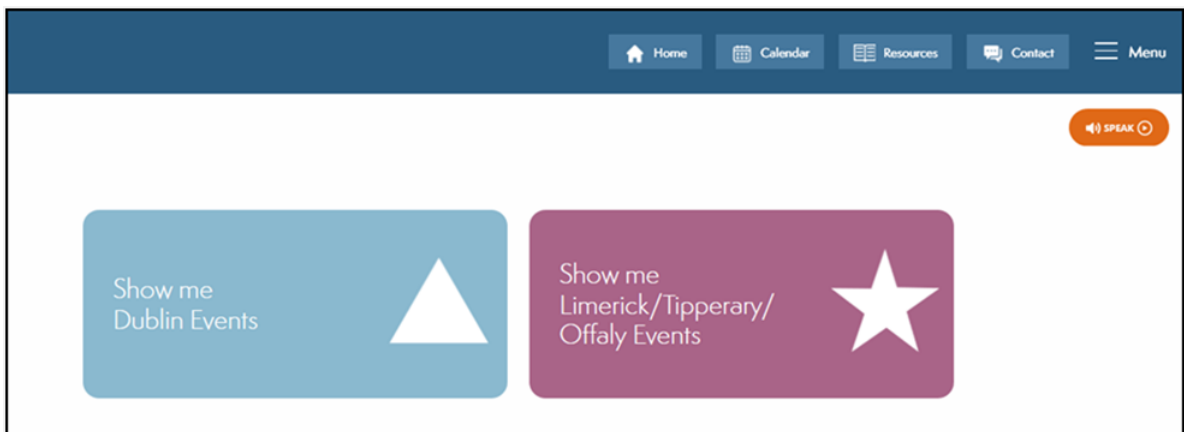 Home Calendar Resources Contact Menu
SPEAK
Show me
Dublin Events
Show me
Limerick/Tipperary/
Offaly Events